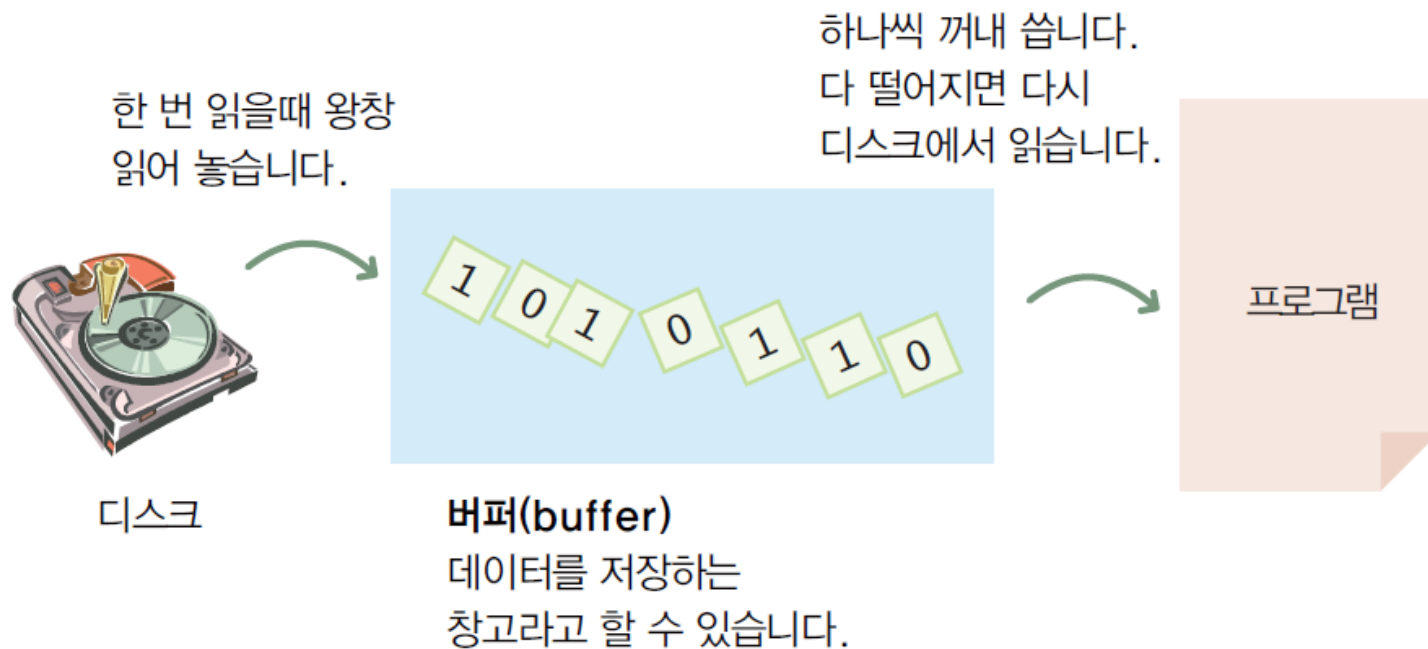 한 번 읽을때 왕창
읽어 놓습니다.
하나씩 꺼내 씁니다.
다 떨어지면 다시
디스크에서 읽습니다.
1 0 1 0 1 1 0
프로그램
디스크
버퍼(buffer)
데이터를 저장하는
창고라고 할 수 있습니다.